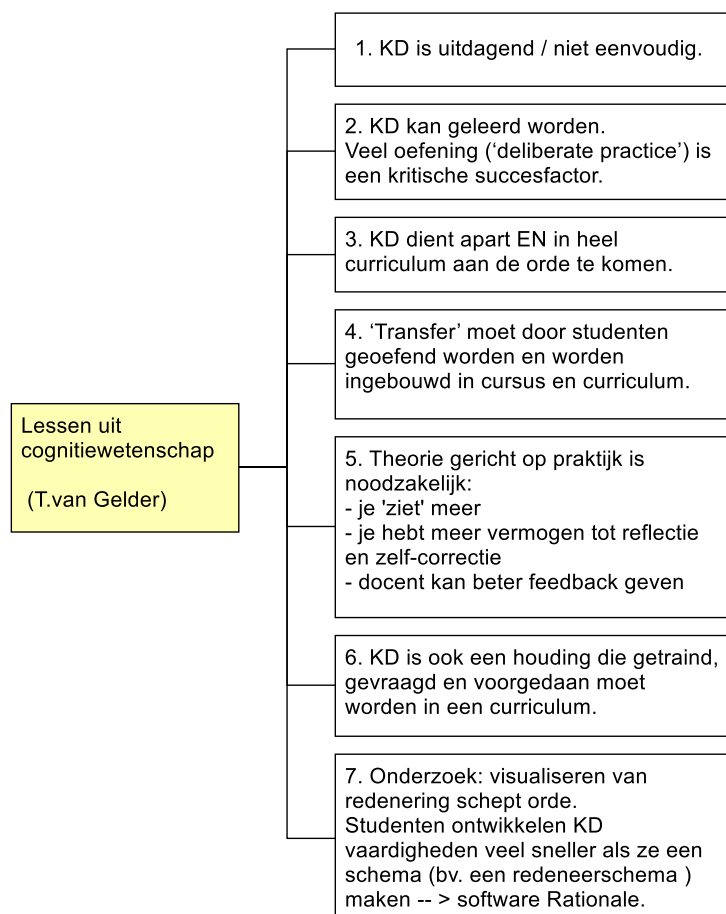 1. KD is uitdagend / niet eenvoudig.
2. KD kan geleerd worden.
Veel oefening (‘deliberate practice’) is
een kritische succesfactor.
3. KD dient apart EN in heel
curriculum aan de orde te komen.
4. ‘Transfer’ moet door studenten
geoefend worden en worden
ingebouwd in cursus en curriculum.
Lessen uit
cognitiewetenschap
(T.van Gelder)
5. Theorie gericht op praktijk is
noodzakelijk:
- je 'ziet' meer
- je hebt meer vermogen tot reflectie
en zelf-correctie
- docent kan beter feedback geven
6. KD is ook een houding die getraind,
gevraagd en voorgedaan moet
worden in een curriculum.
7. Onderzoek: visualiseren van
redenering schept orde.
Studenten ontwikkelen KD
vaardigheden veel sneller als ze een
schema (bv. een redeneerschema )
maken -- > software Rationale.